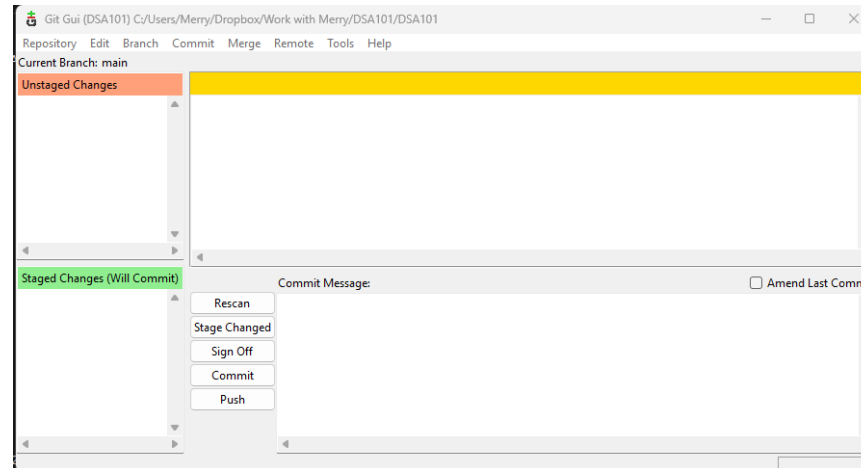 Git Gui (DSA101) C:/Users/Merry/Dropbox/Work with Merry/DSA101/DSA101
Repository Edit Branch Commit Merge Remote Tools Help
Current Branch: main
Unstaged Changes
Staged Changes (Will Commit)
Commit Message:
Amend Last Comm
Rescan
Stage Changed
Sign Off
Commit
Push